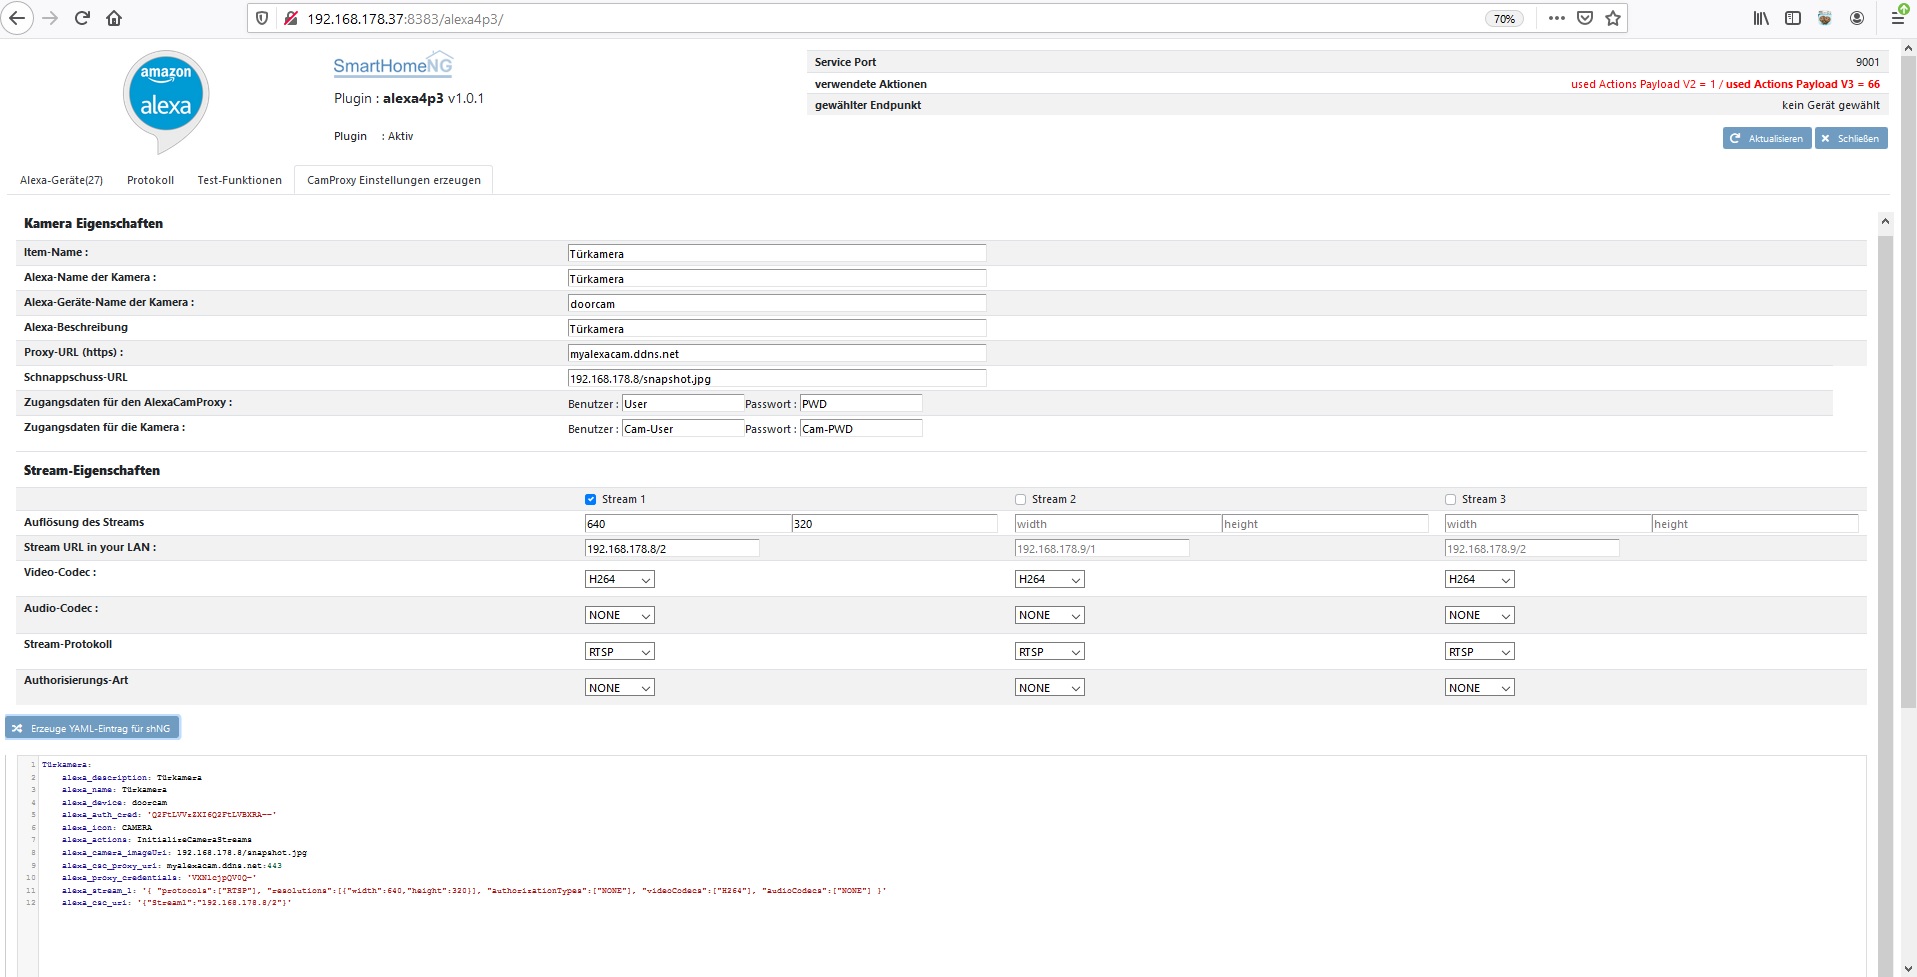 192.168.178.37:8383/alexa4p3/
70%
amazon
alexa
SmartHomeNG
Plugin : alexa4p3 v1.0.1
Plugin : Aktiv
Service Port 9001
verwendete Aktionen used Actions Payload V2 = 1 / used Actions Payload V3 = 66
gewählter Endpunkt kein Gerät gewählt
Aktualisieren Schließen
Alexa-Geräte(27) Protokoll Test-Funktionen CamProxy Einstellungen erzeugen
Kamera Eigenschaften
Item-Name : Türkamera
Alexa-Name der Kamera : Türkamera
Alexa-Geräte-Name der Kamera : doorcam
Alexa-Beschreibung Türkamera
Proxy-URL (https) : myalexacam.ddns.net
Schnappschuss-URL 192.168.178.8/snapshot.jpg
Zugangsdaten für den AlexaCamProxy : Benutzer : User Passwort : PWD
Zugangsdaten für die Kamera : Benutzer : Cam-User Passwort : Cam-PWD
Stream-Eigenschaften
Stream 1 Stream 2 Stream 3
Auflösung des Streams 640 320 width height width height
Stream URL in your LAN : 192.168.178.8/2 192.168.178.9/1 192.168.178.9/2
Video-Codec : H264 H264 H264
Audio-Codec : NONE NONE NONE
Stream-Protokoll RTSP RTSP RTSP
Authorisierungs-Art NONE NONE NONE
Erzeuge YAML-Eintrag für shNG
1 Türkamera:
2 alexa_description: Türkamera
3 alexa_name: Türkamera
4 alexa_device: doorcam
5 alexa_auth_cred: 'Q2FtLVVzZXI6Q2FtLVBXRA=='
6 alexa_icon: CAMERA
7 alexa_actions: InitializeCameraStreams
8 alexa_camera_imageUri: 192.168.178.8/snapshot.jpg
9 alexa_csc_proxy_uri: myalexacam.ddns.net:443
10 alexa_proxy_credentials: 'VXNlcjpQV0Q='
11 alexa_stream_1: '{ "protocols":["RTSP"], "resolutions":[{"width":640,"height":320}], "authorizationTypes":["NONE"], "videoCodecs":["H264"], "audioCodecs":["NONE"] }'
12 alexa_csc_uri: '{"Stream1":"192.168.178.8/2"}'